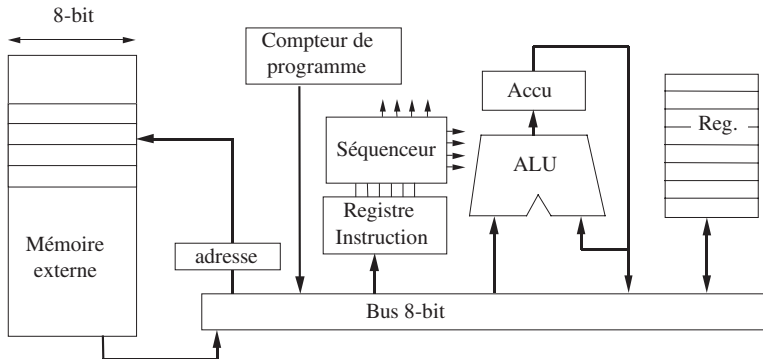 8-bit
Compteur de
programme
Accu
Reg.
Séquenceur
ALU
Registre
Instruction
Mémoire
externe
adresse
Bus 8-bit